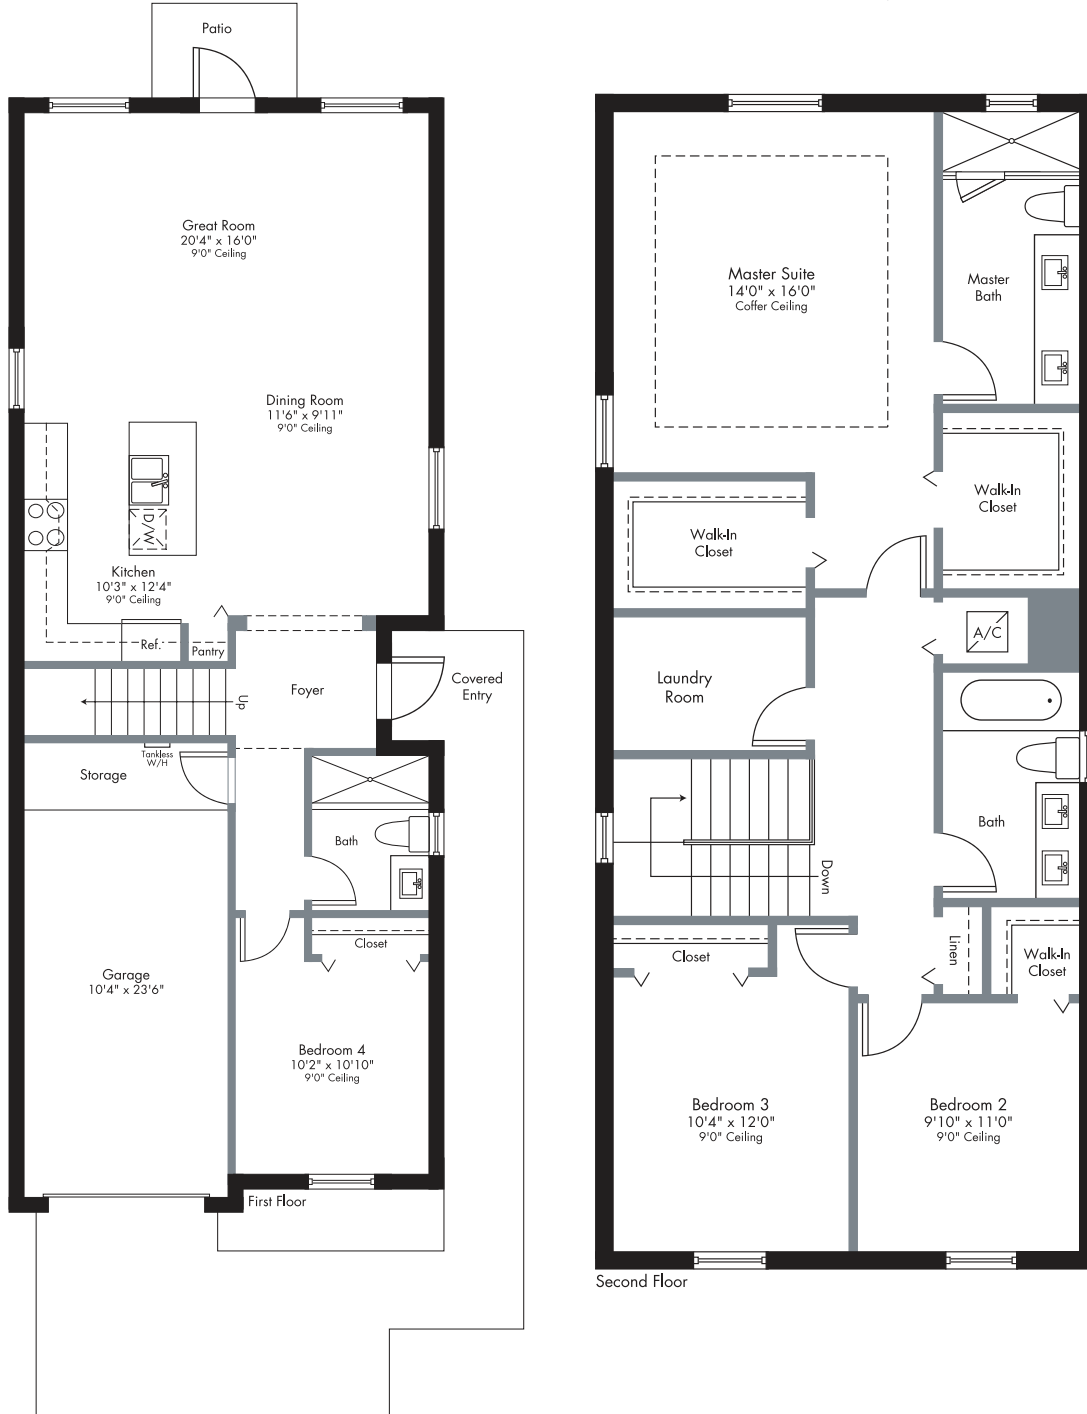 Patio
Great Room
20'4" x 16'0"
9'0" Ceiling
Dining Room
11'6" x 9'11"
9'0" Ceiling
D/W
Kitchen
10'3" x 12'4"
9'0" Ceiling
Ref.
Pantry
Up
Foyer
Covered
Entry
Tankless
W/H
Storage
Bath
Closet
Garage
10'4" x 23'6"
Bedroom 4
10'2" x 10'10"
9'0" Ceiling
First Floor
Master Suite
14'0" x 16'0"
Coffer Ceiling
Master
Bath
Walk-In
Closet
Walk-In
Closet
A/C
Laundry
Room
Bath
Down
Linen
Walk-In
Closet
Closet
Bedroom 3
10'4" x 12'0"
9'0" Ceiling
Bedroom 2
9'10" x 11'0"
9'0" Ceiling
Second Floor